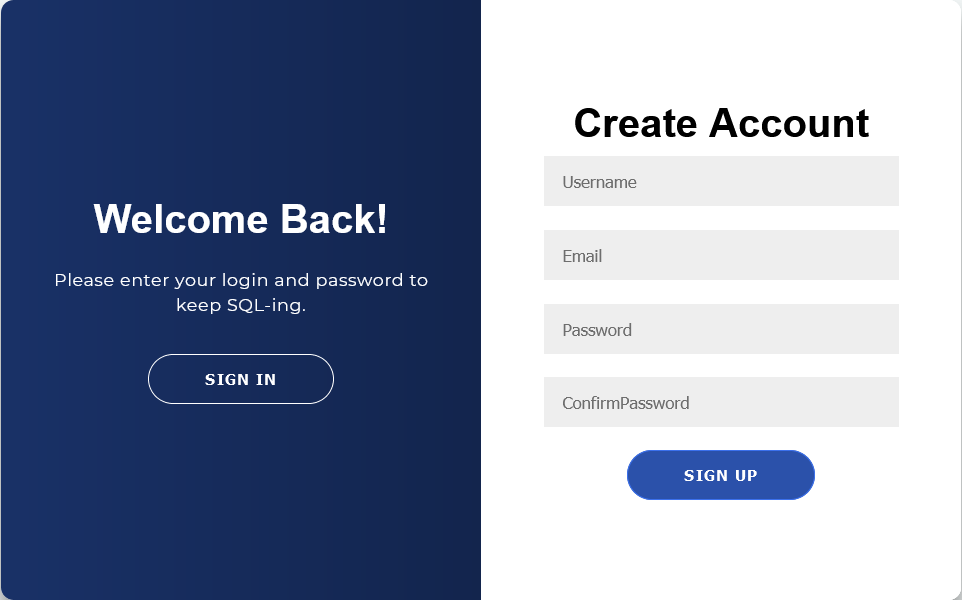 Welcome Back!
Please enter your login and password to
keep SQL-ing.
SIGN IN
Create Account
Username
Email
Password
ConfirmPassword
SIGN UP